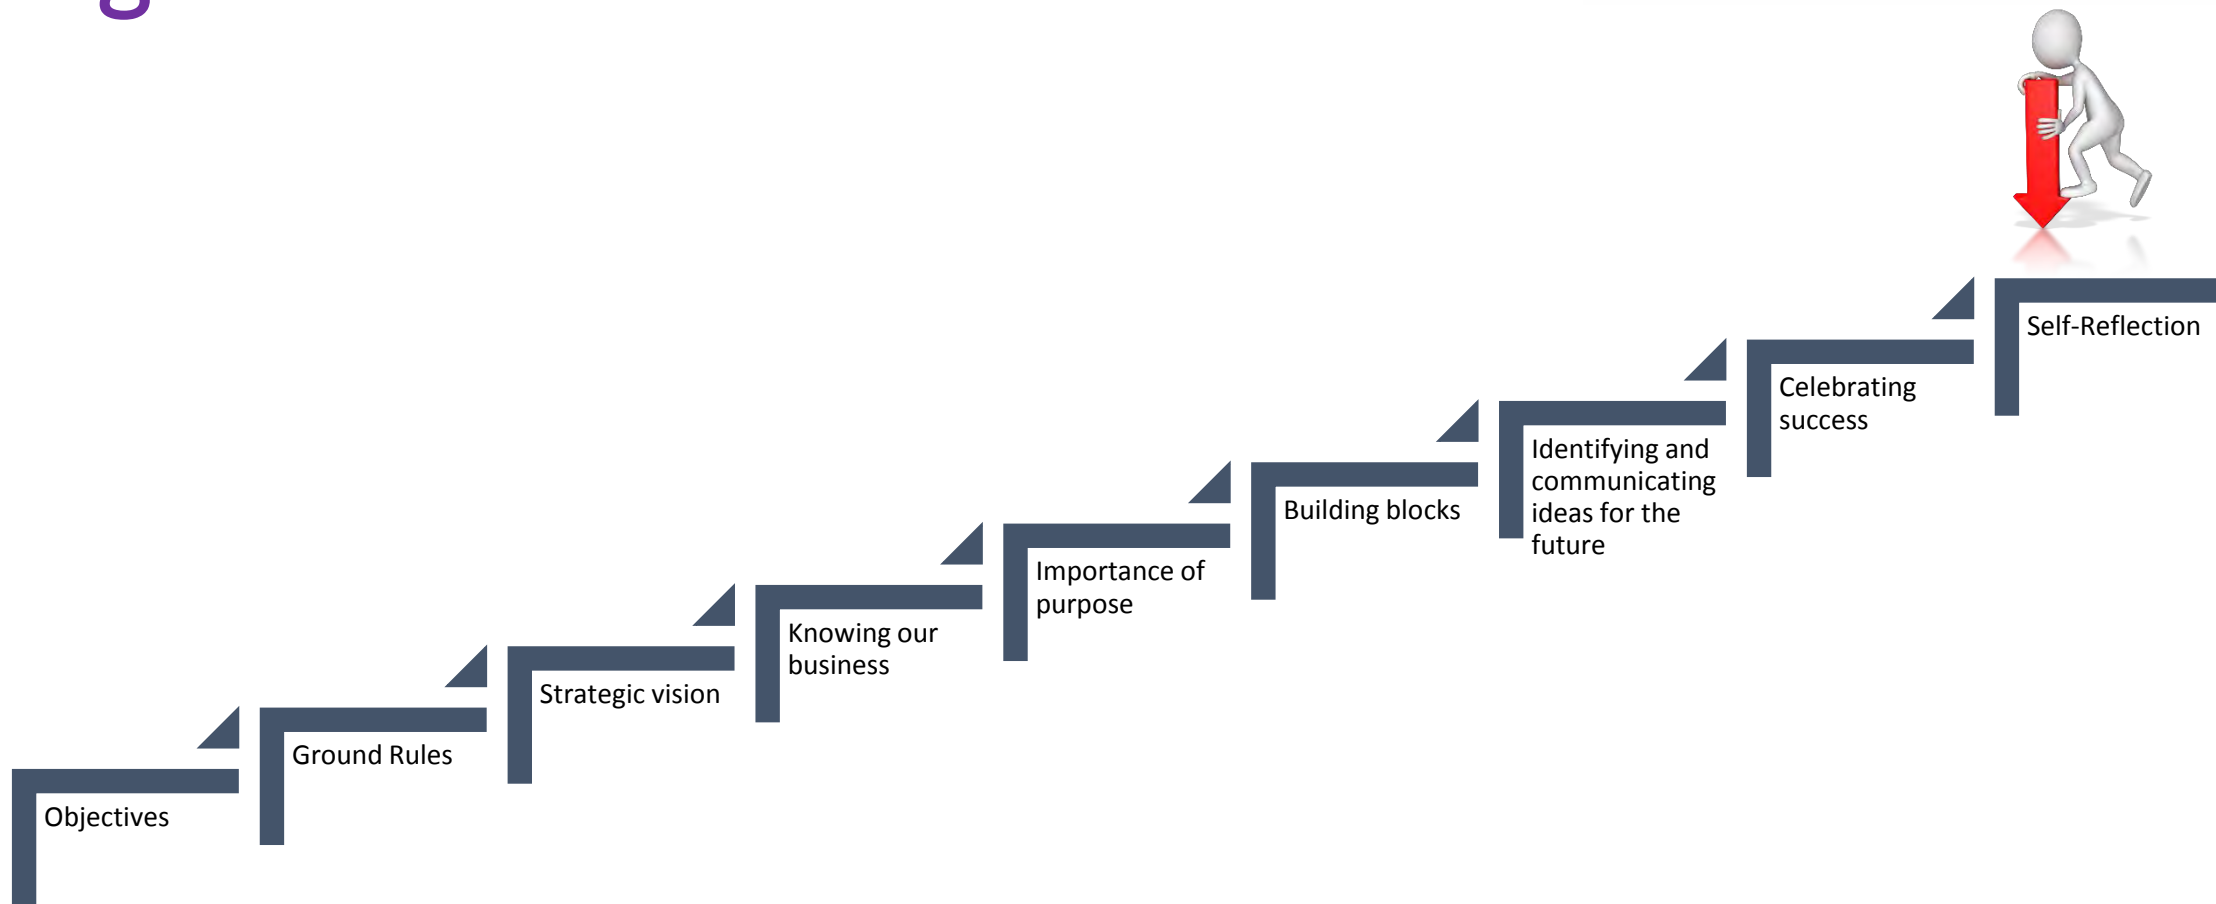 Self-Reflection
Celebrating
success
Identifying and
communicating
ideas for the
future
Building blocks
Importance of
purpose
Knowing our
business
Strategic vision
Ground Rules
Objectives